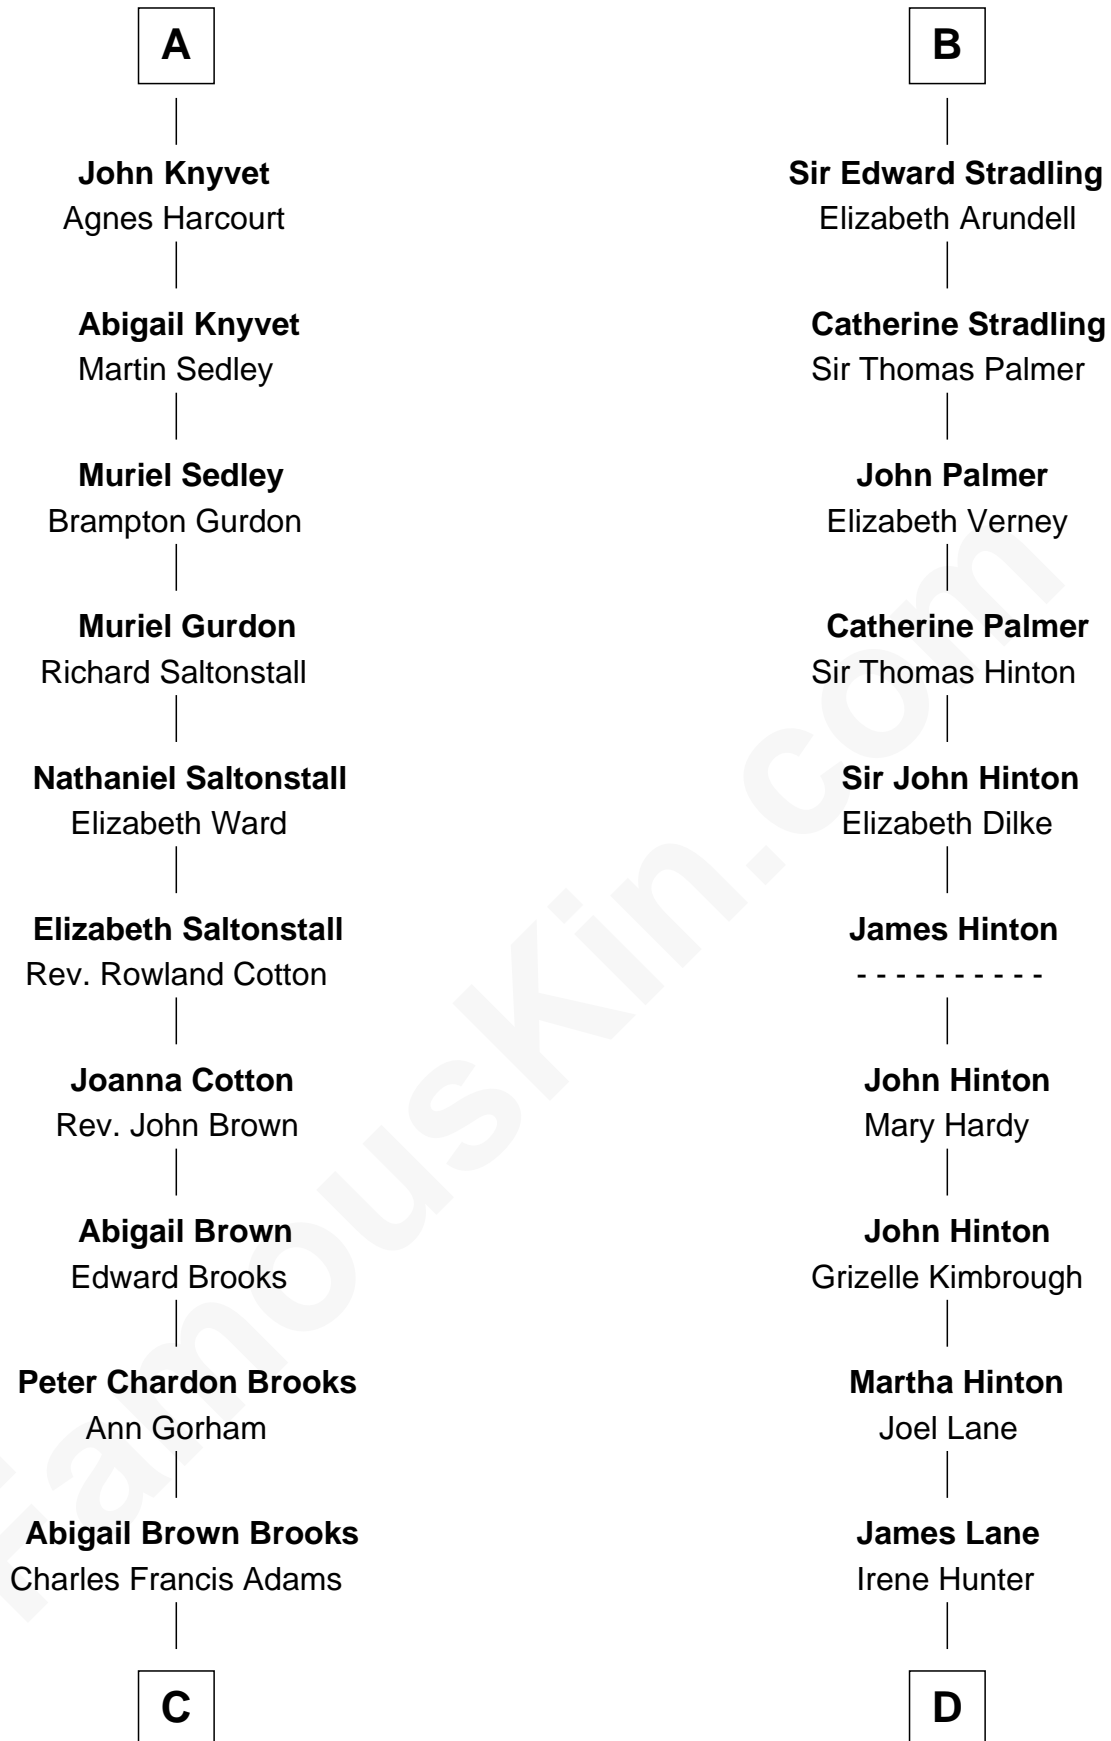 A
John Knyvet
Agnes Harcourt
Abigail Knyvet
Martin Sedley
Muriel Sedley
Brampton Gurdon
Muriel Gurdon
Richard Saltonstall
Nathaniel Saltonstall
Elizabeth Ward
Elizabeth Saltonstall
Rev. Rowland Cotton
Joanna Cotton
Rev. John Brown
Abigail Brown
Edward Brooks
Peter Chardon Brooks
Ann Gorham
Abigail Brown Brooks
Charles Francis Adams
C
B
Sir Edward Stradling
Elizabeth Arundell
Catherine Stradling
Sir Thomas Palmer
John Palmer
Elizabeth Verney
Catherine Palmer
Sir Thomas Hinton
Sir John Hinton
Elizabeth Dilke
James Hinton
- - - - - - - - - -
John Hinton
Mary Hardy
John Hinton
Grizelle Kimbrough
Martha Hinton
Joel Lane
James Lane
Irene Hunter
D
FamousKin.com